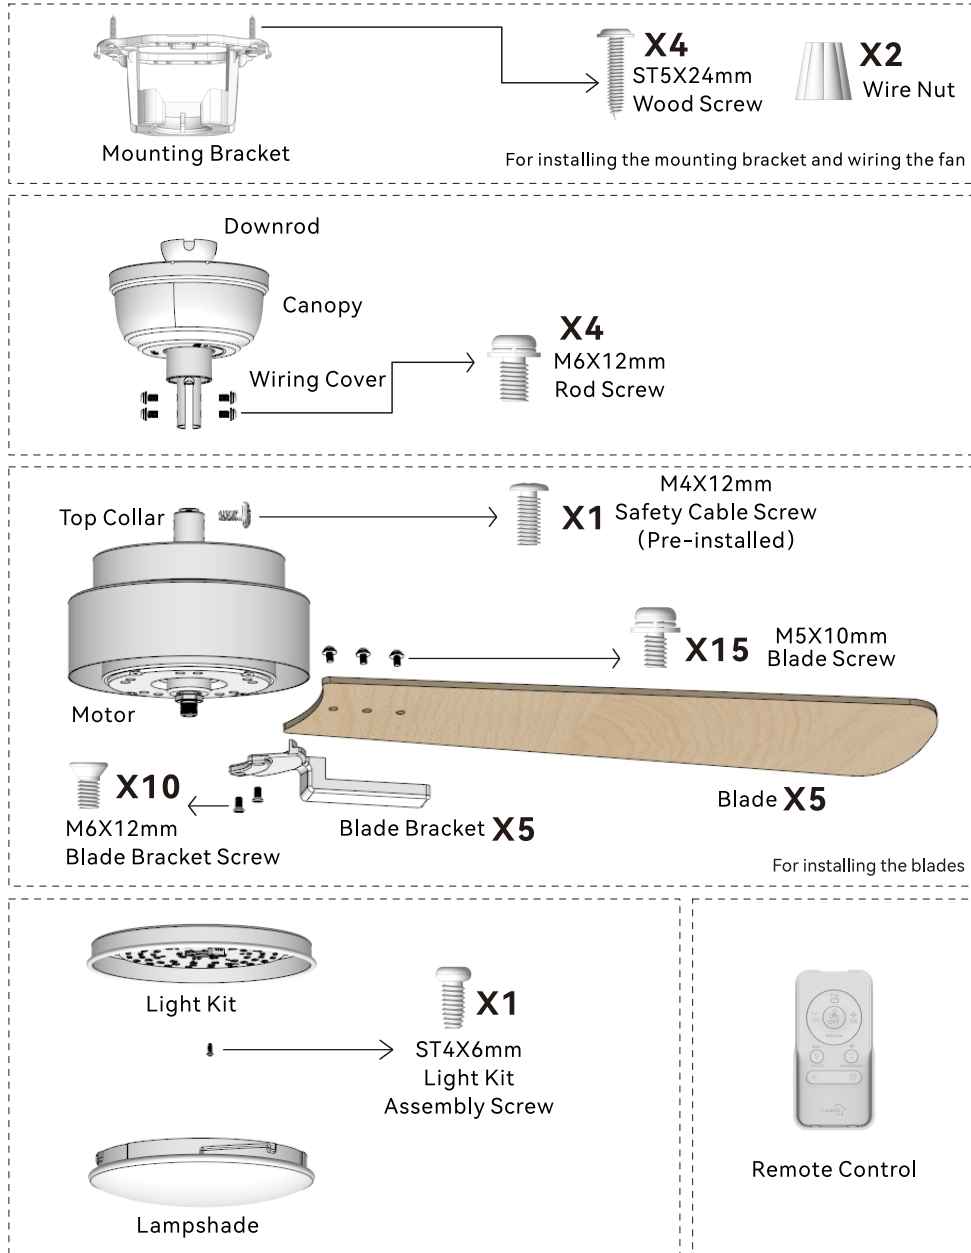 X4
ST5X24mm
Wood Screw
X2
Wire Nut
Mounting Bracket
For installing the mounting bracket and wiring the fan
Downrod
Canopy
Wiring Cover
X4
M6X12mm
Rod Screw
Top Collar
X1
M4X12mm
Safety Cable Screw
(Pre-installed)
X15
M5X10mm
Blade Screw
Motor
X10
M6X12mm
Blade Bracket Screw
Blade Bracket X5
Blade X5
For installing the blades
Light Kit
X1
ST4X6mm
Light Kit
Assembly Screw
Lampshade
OFF
Nature
CARRO
Remote Control